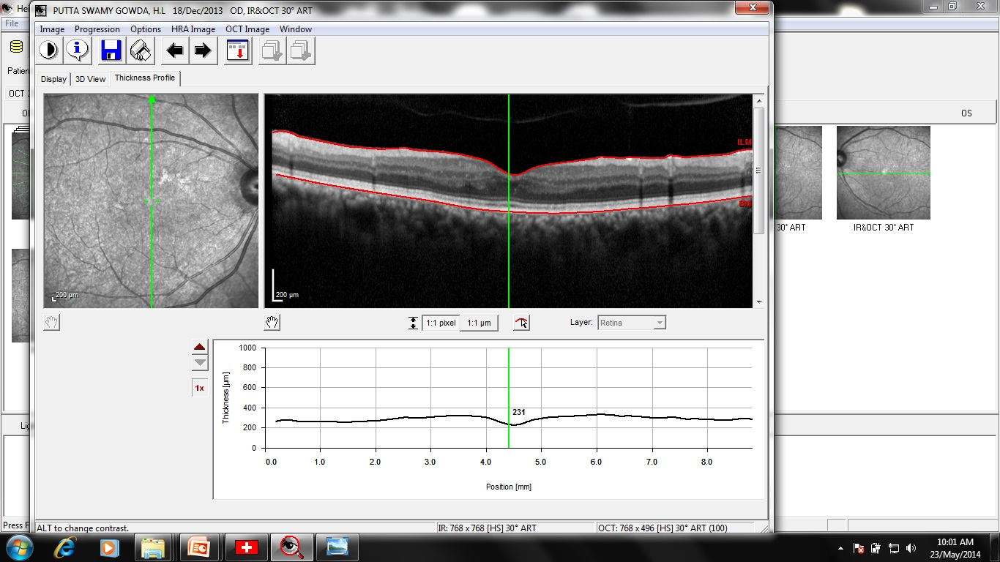 Hei
PUTTA SWAMY GOWDA, H.L 18/Dec/2013 OD, IR&OCT 30° ART
File
Image Progression Options HRA Image OCT Image Window
Patien
Display 3D View Thickness Profile
OCT
OS
ILM
BM
200 µm
200 µm
30° ART
IR&OCT 30° ART
1:1 pixel 1:1 µm
Layer: Retina
1x
Thickness [µm]
1000
800
600
400
200
0
231
0.0 1.0 2.0 3.0 4.0 5.0 6.0 7.0 8.0
Position [mm]
Lig
Press F
ALT to change contrast.
IR: 768 x 768 [HS] 30° ART
OCT: 768 x 496 [HS] 30° ART (100)
10:01 AM
23/May/2014